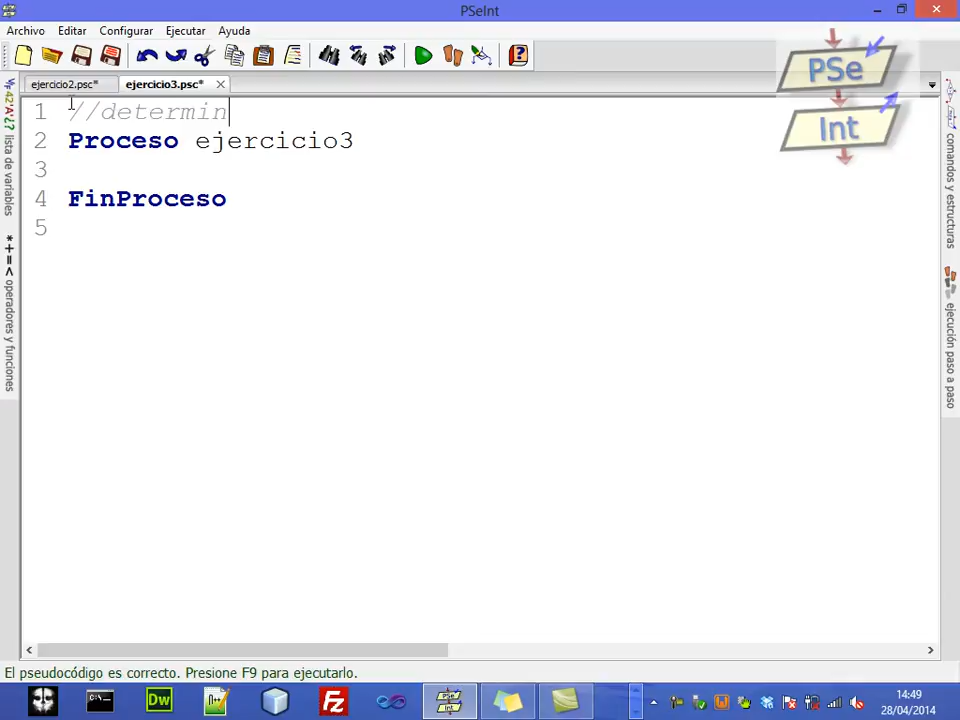 PSeInt
Archivo Editar Configurar Ejecutar Ayuda
PSe
Int
ejercicio2.psc* ejercicio3.psc*
1 //determin
2 Proceso ejercicio3
3
4 FinProceso
5
lista de variables
operadores y funciones
comandos y estructuras
ejecución paso a paso
El pseudocódigo es correcto. Presione F9 para ejecutarlo.
Dw
14:49
28/04/2014